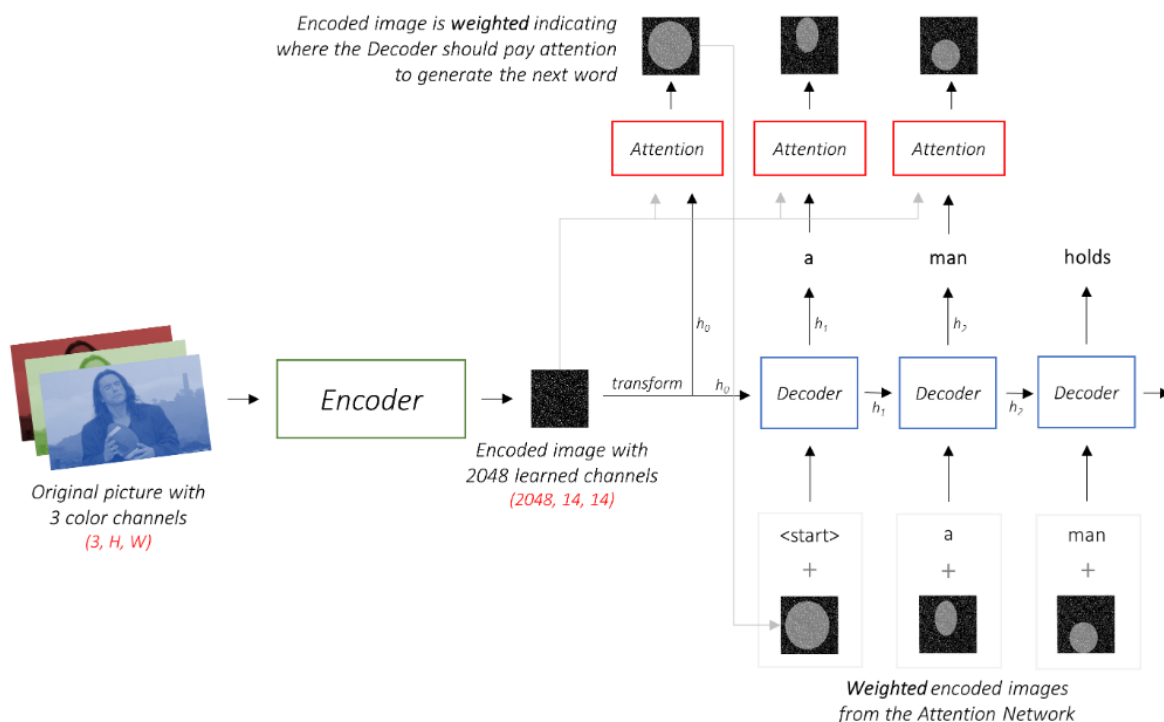 Encoded image is weighted indicating
where the Decoder should pay attention
to generate the next word
Attention
Attention
Attention
a
man
holds
h0
h1
h2
Encoder
transform
h0
Decoder
h1
Decoder
h2
Decoder
Encoded image with
2048 learned channels
(2048, 14, 14)
Original picture with
3 color channels
(3, H, W)
<start>
a
man
+
+
+
Weighted encoded images
from the Attention Network